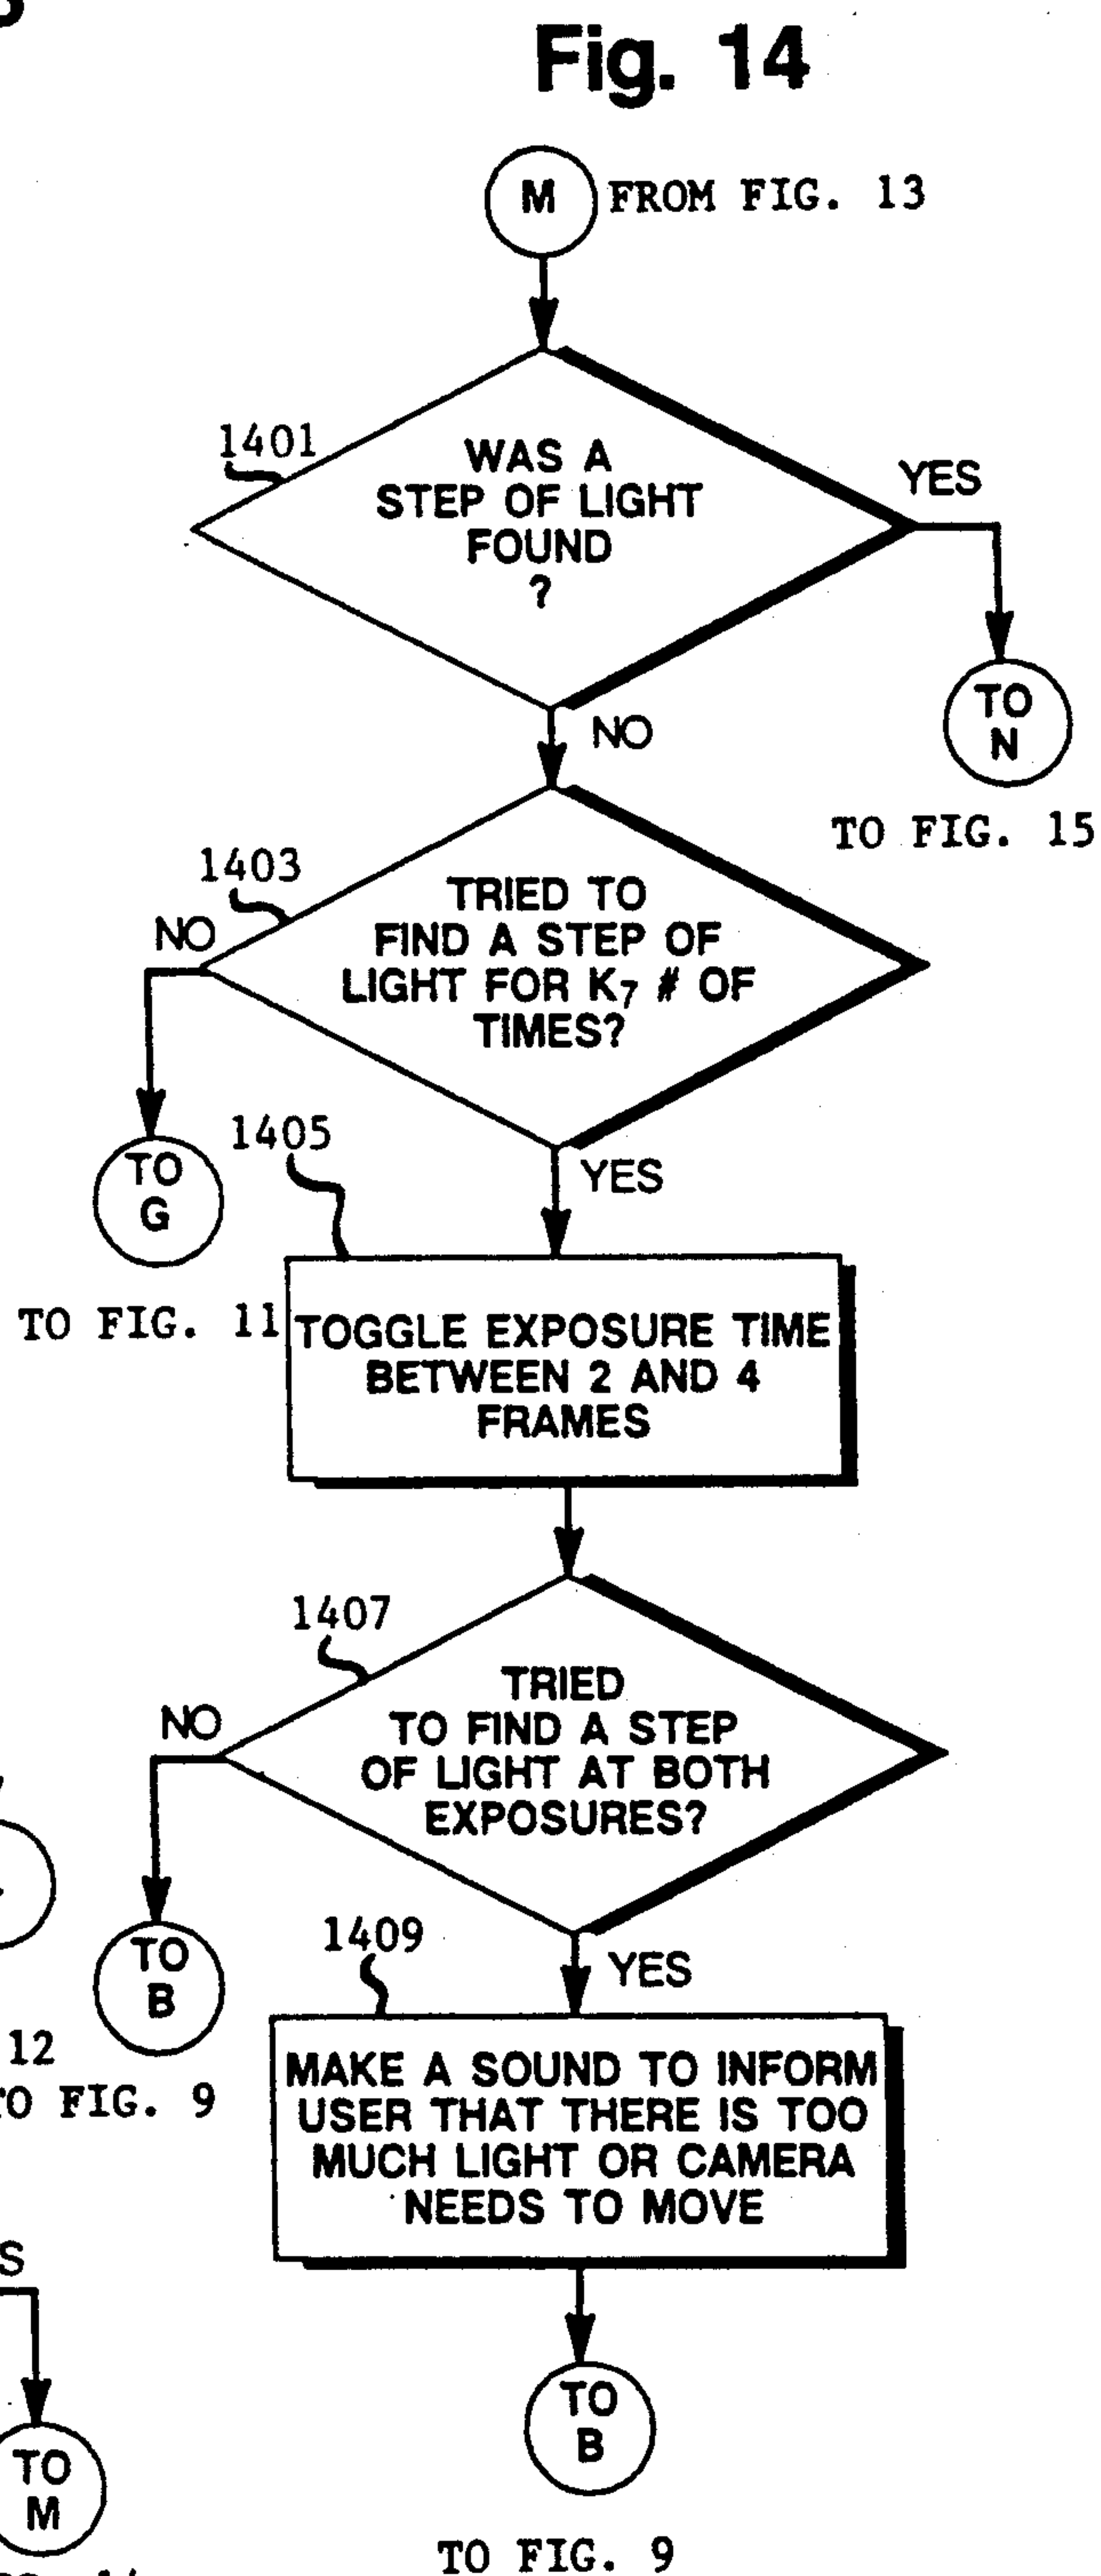 Fig. 14
M
FROM FIG. 13
1401
WAS A
STEP OF LIGHT
FOUND
?
YES
TO
N
TO FIG. 15
NO
1403
TRIED TO
FIND A STEP OF
LIGHT FOR K7 # OF
TIMES?
NO
TO
G
TO FIG. 11
YES
1405
TOGGLE EXPOSURE TIME
BETWEEN 2 AND 4
FRAMES
1407
TRIED
TO FIND A STEP
OF LIGHT AT BOTH
EXPOSURES?
NO
TO
B
12
TO FIG. 9
YES
1409
MAKE A SOUND TO INFORM
USER THAT THERE IS TOO
MUCH LIGHT OR CAMERA
NEEDS TO MOVE
S
TO
M
TO
B
TO FIG. 9